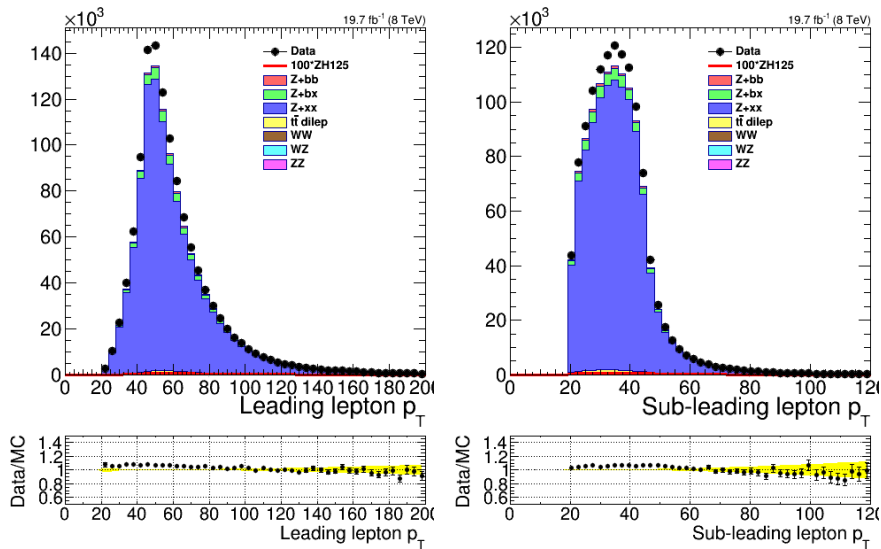 ×10³
19.7 fb⁻¹ (8 TeV)
140
120
100
80
60
40
20
0
Data
100*ZH125
Z+bb
Z+bx
Z+xx
tt̄ dilep
WW
WZ
ZZ
0 20 40 60 80 100 120 140 160 180 200
Leading lepton p_T
Data/MC
1.4
1.2
1
0.8
0.6
0 20 40 60 80 100 120 140 160 180 200
Leading lepton p_T
×10³
19.7 fb⁻¹ (8 TeV)
120
100
80
60
40
20
0
Data
100*ZH125
Z+bb
Z+bx
Z+xx
tt̄ dilep
WW
WZ
ZZ
0 20 40 60 80 100 120
Sub-leading lepton p_T
Data/MC
1.4
1.2
1
0.8
0.6
0 20 40 60 80 100 120
Sub-leading lepton p_T